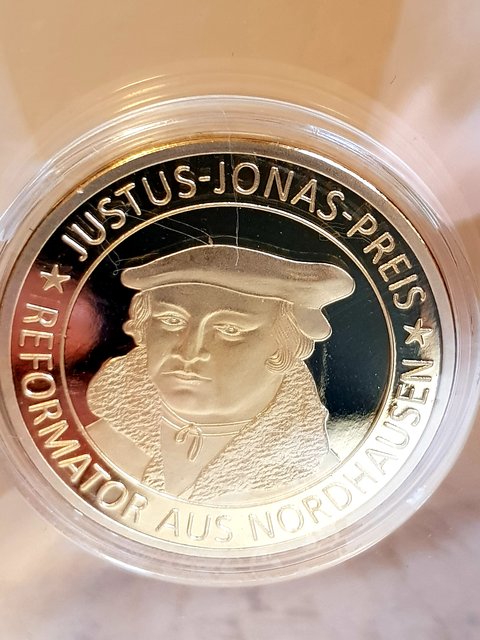 JUSTUS-JONAS-PREIS
REFORMATOR AUS NORDHAUSEN